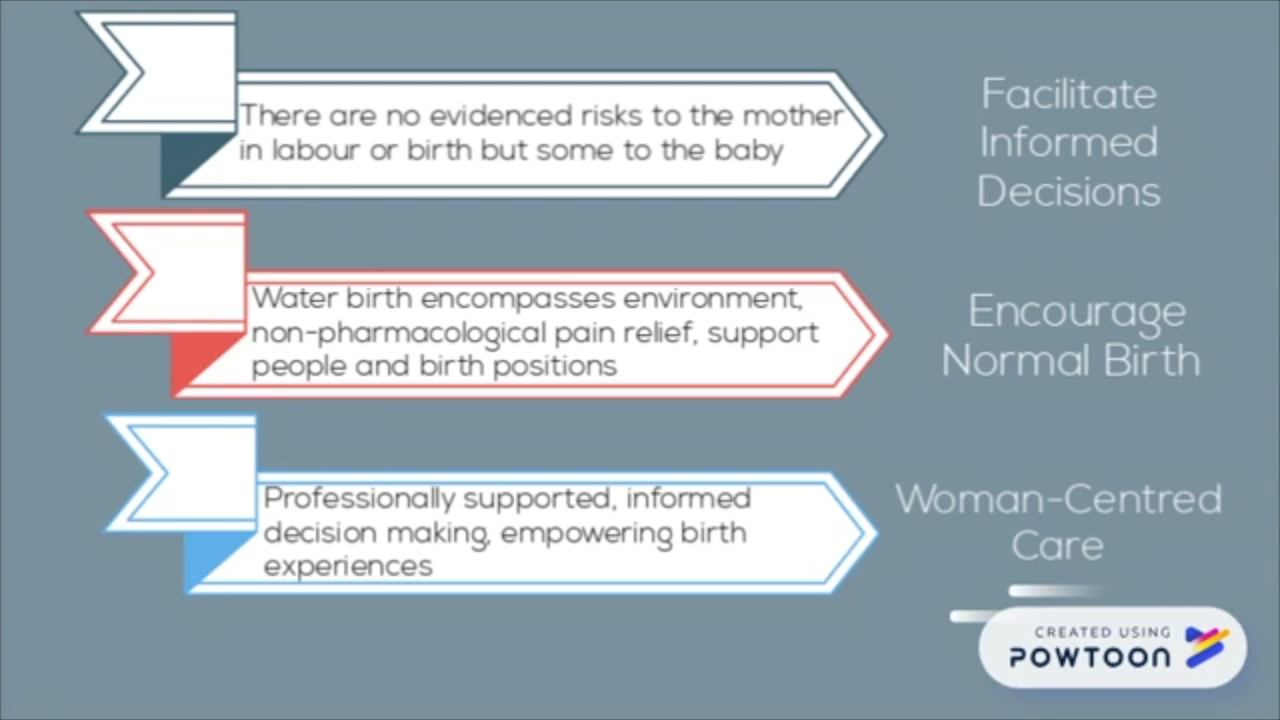 There are no evidenced risks to the mother
in labour or birth but some to the baby
Facilitate
Informed
Decisions
Water birth encompasses environment,
non-pharmacological pain relief, support
people and birth positions
Encourage
Normal Birth
Professionally supported, informed
decision making, empowering birth
experiences
Woman-Centred
Care
CREATED USING
POWTOON